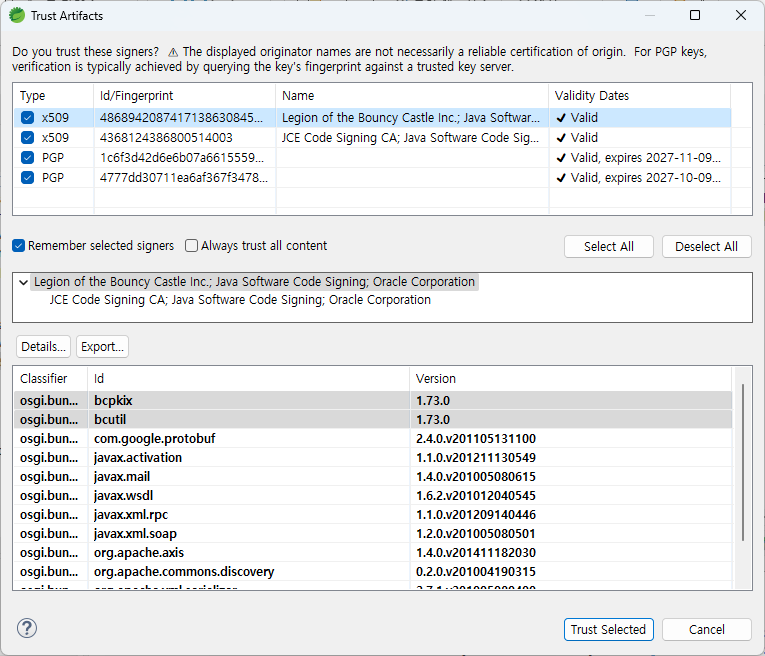 Trust Artifacts
Do you trust these signers? ⚠ The displayed originator names are not necessarily a reliable certification of origin. For PGP keys,
verification is typically achieved by querying the key's fingerprint against a trusted key server.
Type Id/Fingerprint Name Validity Dates
x509 4868942087417138630845... Legion of the Bouncy Castle Inc.; Java Softwar... ✔ Valid
x509 4368124386800514003 JCE Code Signing CA; Java Software Code Sig... ✔ Valid
PGP 1c6f3d42d6e6b07a6615559... ✔ Valid, expires 2027-11-09...
PGP 4777dd30711ea6af367f3478... ✔ Valid, expires 2027-10-09...
Remember selected signers Always trust all content Select All Deselect All
Legion of the Bouncy Castle Inc.; Java Software Code Signing; Oracle Corporation
JCE Code Signing CA; Java Software Code Signing; Oracle Corporation
Details... Export...
Classifier Id Version
osgi.bun... bcpkix 1.73.0
osgi.bun... bcutil 1.73.0
osgi.bun... com.google.protobuf 2.4.0.v201105131100
osgi.bun... javax.activation 1.1.0.v201211130549
osgi.bun... javax.mail 1.4.0.v201005080615
osgi.bun... javax.wsdl 1.6.2.v201012040545
osgi.bun... javax.xml.rpc 1.1.0.v201209140446
osgi.bun... javax.xml.soap 1.2.0.v201005080501
osgi.bun... org.apache.axis 1.4.0.v201411182030
osgi.bun... org.apache.commons.discovery 0.2.0.v201004190315
? Trust Selected Cancel